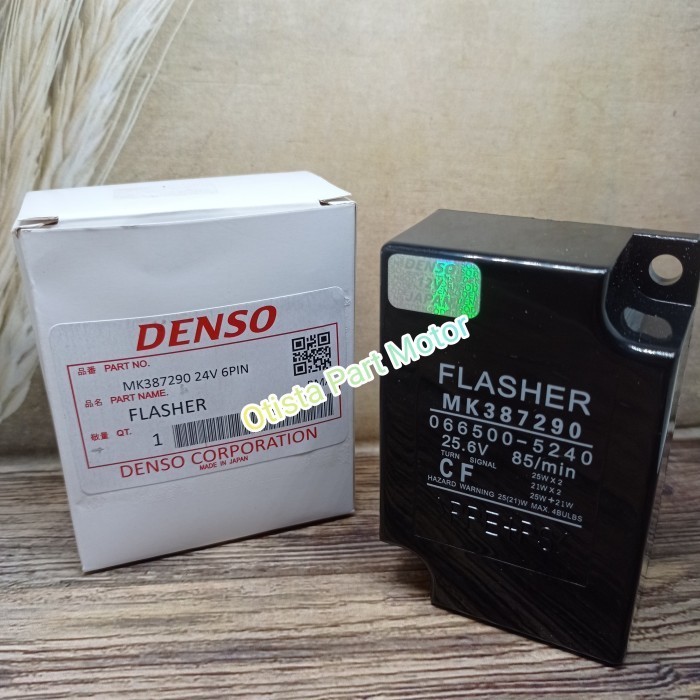 DENSO
品番 PART NO.
MK387290 24V 6PIN
品名 PART NAME.
FLASHER
数量 QT. 1
DENSO CORPORATION
MADE IN JAPAN
Otista Part Motor
DENSO
12V
JAPAN
FLASHER
MK387290
066500-5240
25.6V 85/min
TURN SIGNAL 25W×2
CF 21W×2
25W+21W
HAZARD WARNING 25(21)W MAX. 4BULBS